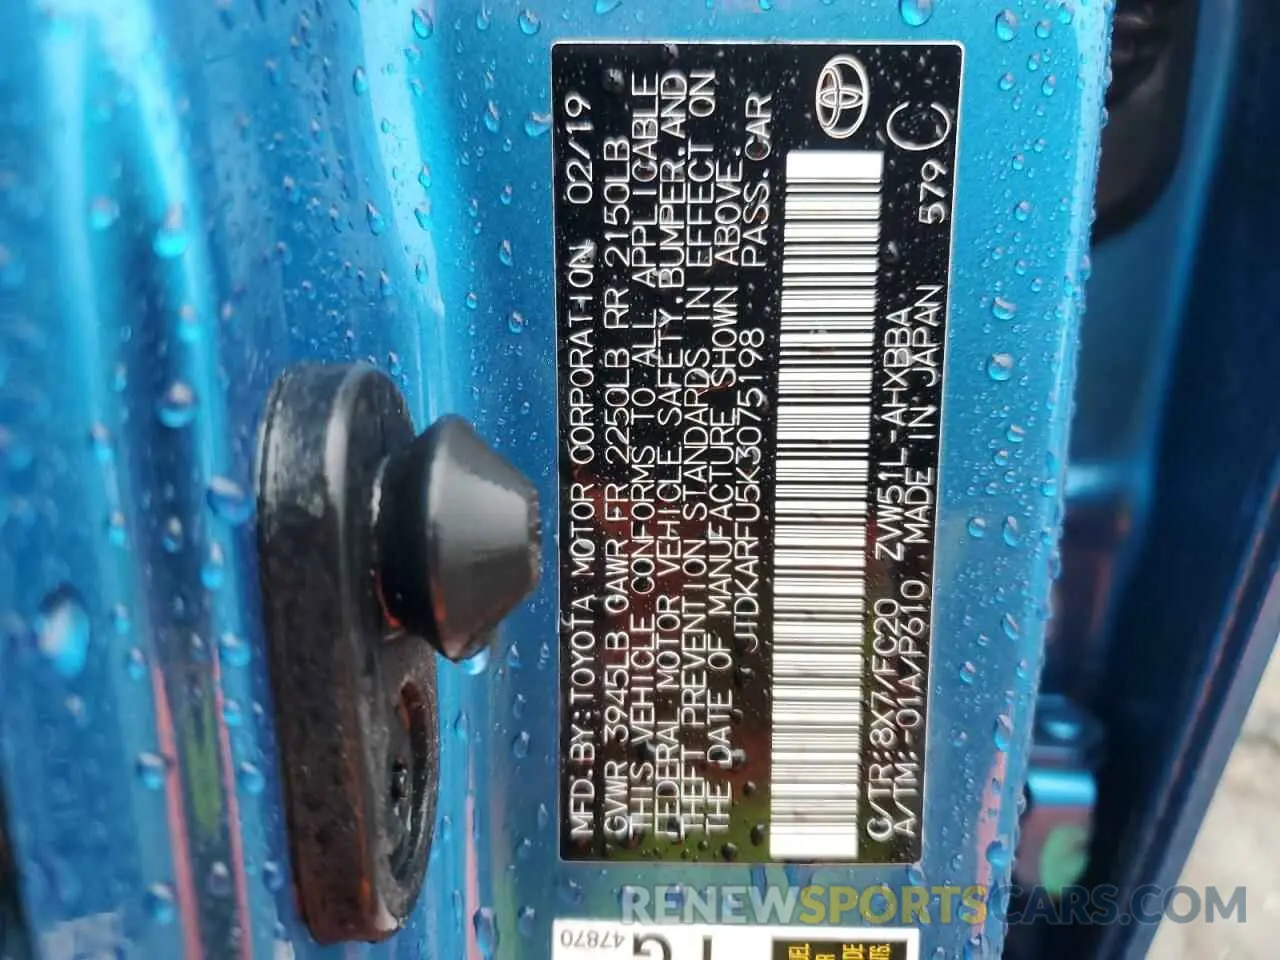 MFD.BY:TOYOTA MOTOR CORPORATION 02/19
GVWR 3945LB GAWR FR 2250LB RR 2150LB
THIS VEHICLE CONFORMS TO ALL APPLICABLE
FEDERAL MOTOR VEHICLE SAFETY,BUMPER,AND
THEFT PREVENTION STANDARDS IN EFFECT ON
THE DATE OF MANUFACTURE SHOWN ABOVE.
JTDKARFU5K3075198 PASS.CAR
C/TR:8X7/FC20 ZVW51L-AHXBBA
A/TM:-01A/P610 MADE IN JAPAN 579 C
47870
RENEWSPORTSCARS.COM